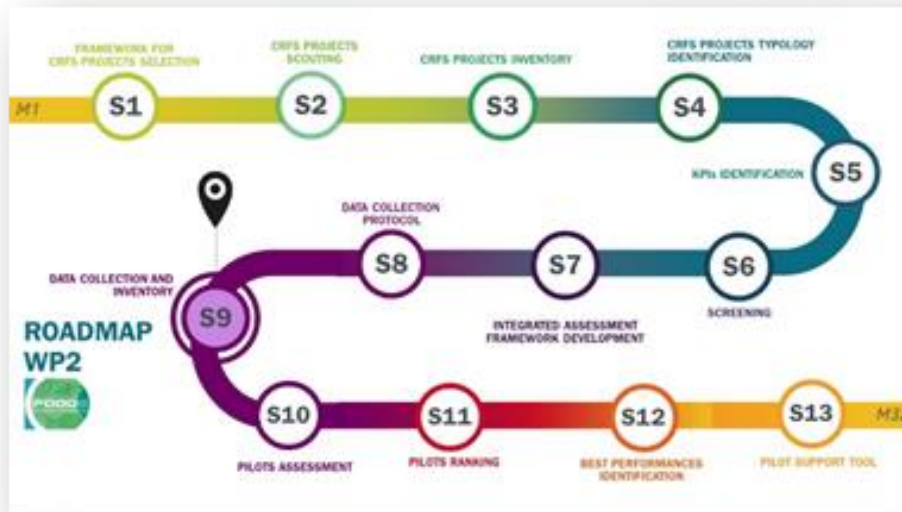 FRAMEWORK FOR
CRFS PROJECTS SELECTION
CRFS PROJECTS
SCOUTING
CRFS PROJECTS INVENTORY
CRFS PROJECTS TYPOLOGY
IDENTIFICATION
M1
S1
S2
S3
S4
KPIs IDENTIFICATION
S5
DATA COLLECTION
PROTOCOL
S8
S7
S6
SCREENING
INTEGRATED ASSESSMENT
FRAMEWORK DEVELOPMENT
DATA COLLECTION AND
INVENTORY
S9
ROADMAP
WP2
FOODE
S10
S11
S12
S13
PILOTS ASSESSMENT
PILOTS RANKING
BEST PERFORMANCES
IDENTIFICATION
PILOT SUPPORT TOOL